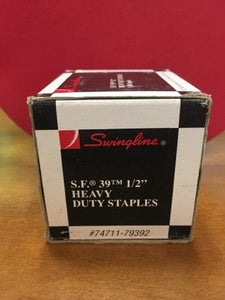 Swingline®
S.F.® 39™ 1/2"
HEAVY
DUTY STAPLES
#74711-79392